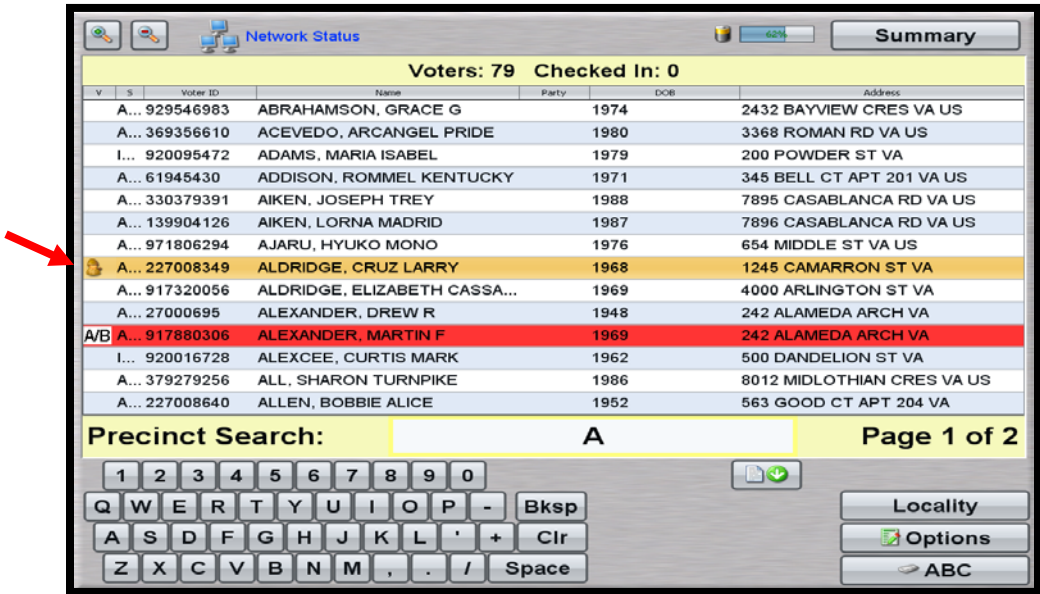 Network Status 62% Summary
Voters: 79 Checked In: 0
V S Voter ID Name Party DOB Address
A... 929546983 ABRAHAMSON, GRACE G 1974 2432 BAYVIEW CRES VA US
A... 369356610 ACEVEDO, ARCANGEL PRIDE 1980 3368 ROMAN RD VA US
I... 920095472 ADAMS, MARIA ISABEL 1979 200 POWDER ST VA
A... 61945430 ADDISON, ROMMEL KENTUCKY 1971 345 BELL CT APT 201 VA US
A... 330379391 AIKEN, JOSEPH TREY 1988 7895 CASABLANCA RD VA US
A... 139904126 AIKEN, LORNA MADRID 1987 7896 CASABLANCA RD VA US
A... 971806294 AJARU, HYUKO MONO 1976 654 MIDDLE ST VA US
A... 227008349 ALDRIDGE, CRUZ LARRY 1968 1245 CAMARRON ST VA
A... 917320056 ALDRIDGE, ELIZABETH CASSA... 1969 4000 ARLINGTON ST VA
A... 27000695 ALEXANDER, DREW R 1948 242 ALAMEDA ARCH VA
A/B A... 917880306 ALEXANDER, MARTIN F 1969 242 ALAMEDA ARCH VA
I... 920016728 ALEXCEE, CURTIS MARK 1962 500 DANDELION ST VA
A... 379279256 ALL, SHARON TURNPIKE 1986 8012 MIDLOTHIAN CRES VA US
A... 227008640 ALLEN, BOBBIE ALICE 1952 563 GOOD CT APT 204 VA
Precinct Search: A Page 1 of 2
1 2 3 4 5 6 7 8 9 0
Q W E R T Y U I O P - Bksp Locality
A S D F G H J K L ' + Clr Options
Z X C V B N M , . / Space ABC